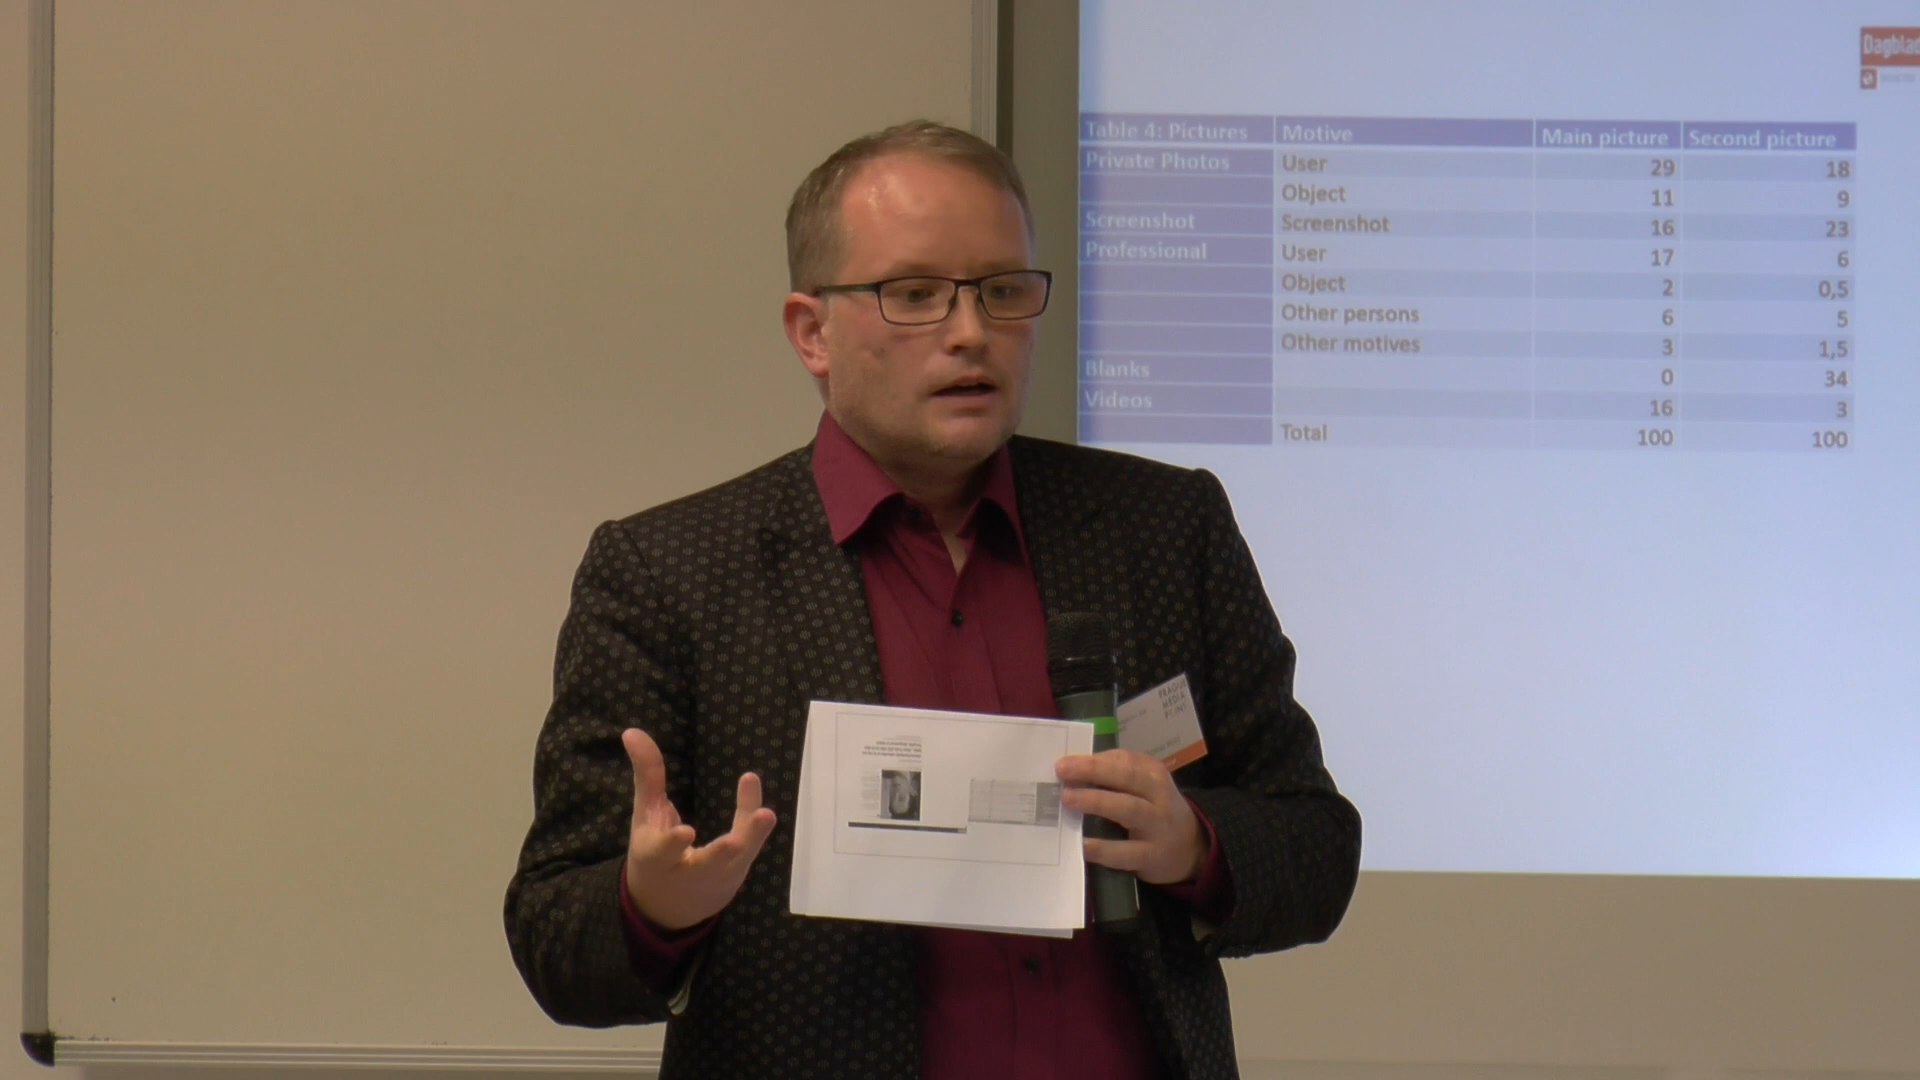 Dagblad
Table 4: Pictures Motive Main picture Second picture
Private Photos User 29 18
Object 11 9
Screenshot Screenshot 16 23
Professional User 17 6
Object 2 0,5
Other persons 6 5
Other motives 3 1,5
Blanks 0 34
Videos 16 3
Total 100 100
PRAGUE
MEDIA
POINT